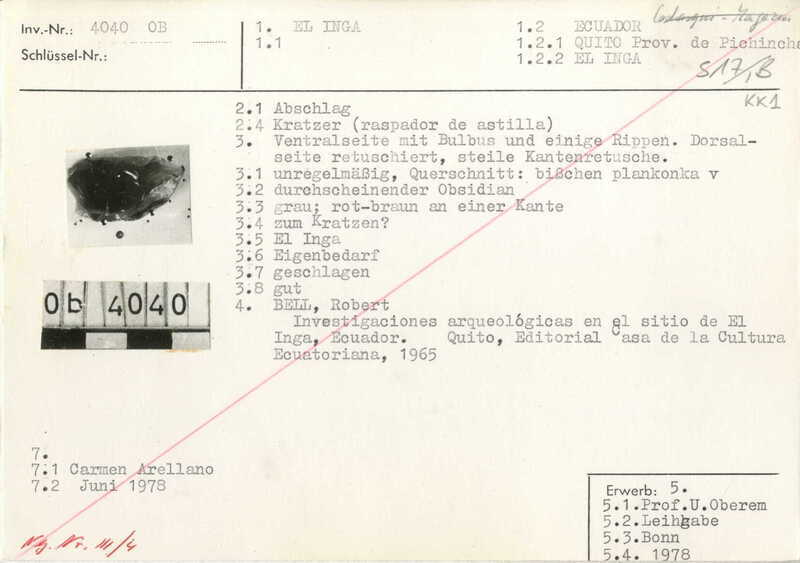 Inv.-Nr.: 4040 OB
Schlüssel-Nr.:
1. EL INGA
1.1
1.2 ECUADOR
1.2.1 QUITO Prov. de Pichincha
1.2.2 EL INGA
S17,B
KK1
2.1 Abschlag
2.4 Kratzer (raspador de astilla)
3. Ventralseite mit Bulbus und einige Rippen. Dorsal-
seite retuschiert, steile Kantenretusche.
3.1 unregelmäßig, Querschnitt: bißchen plankonka v
3.2 durchscheinender Obsidian
3.3 grau; rot-braun an einer Kante
3.4 zum Kratzen?
3.5 El Inga
3.6 Eigenbedarf
3.7 geschlagen
3.8 gut
4. BELL, Robert
Investigaciones arqueológicas en el sitio de El
Inga, Ecuador. Quito, Editorial Casa de la Cultura
Ecuatoriana, 1965
Ob 4040
7.
7.1 Carmen Arellano
7.2 Juni 1978
Ng. Nr. III/4
Erwerb: 5.
5.1.Prof.U.Oberem
5.2.Leihgabe
5.3.Bonn
5.4. 1978